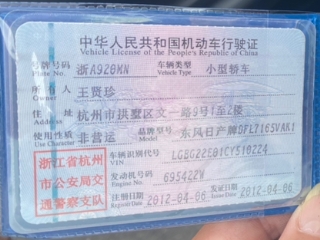 中华人民共和国机动车行驶证
Vehicle License of the People's Republic of China
号牌号码 浙A920MN 车辆类型 小型轿车
Plate No. Vehicle Type
所有人 王贤珍
Owner
住址 杭州市拱墅区文一路9号1至2楼
Address
使用性质 非营运 品牌型号 东风日产牌DFL7165VAK1
Use Character Model
浙江省杭州
市公安局交
通警察支队
车辆识别代号 LGBG22E01CY510224
VIN
发动机号码 69542ZW
Engine No.
注册日期 2012-04-06 发证日期 2012-04-06
Register Date Issue Date